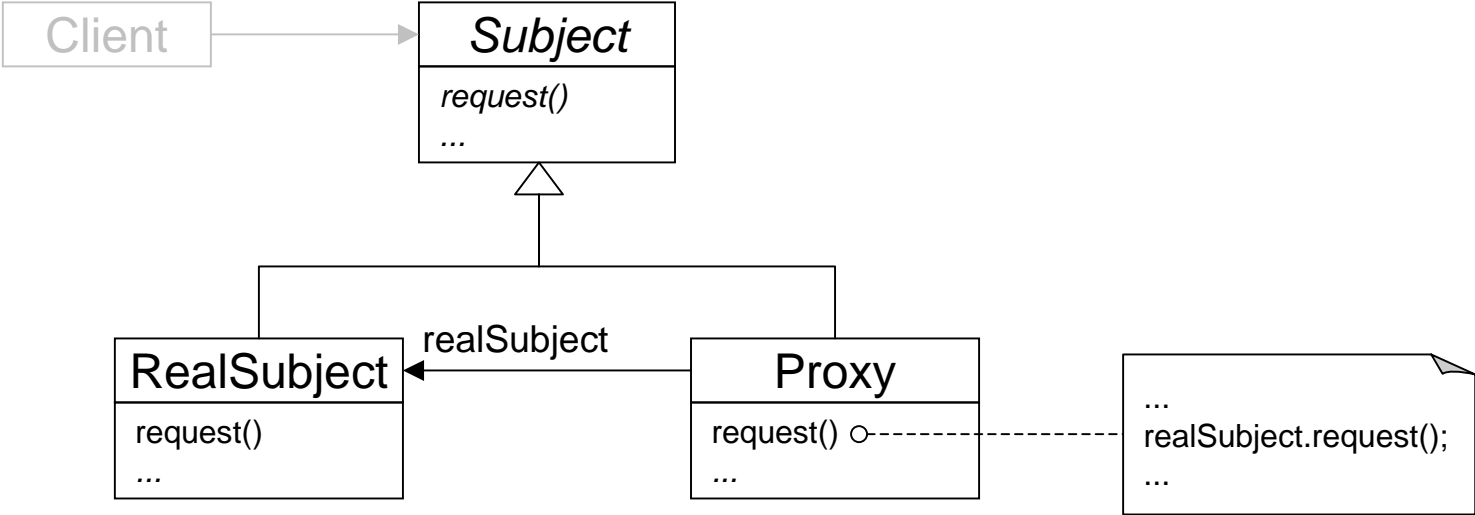 Client
Subject
request()
...
realSubject
RealSubject
request()
...
Proxy
request()
...
...
realSubject.request();
...